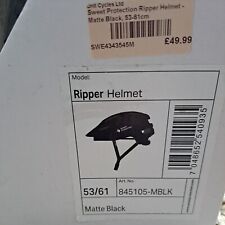 Cycles Ltd
Sweet Protection Ripper Helmet -
Matte Black, 53-61cm
£49.99
SWE4343545M
Model:
Ripper Helmet
53/61
Art. No.
845105-MBLK
Matte Black
7048652540935